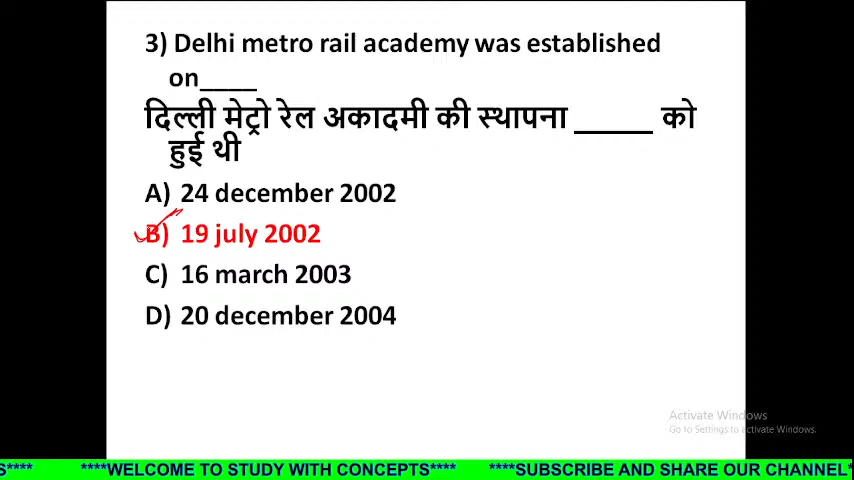 3) Delhi metro rail academy was established
on____
दिल्ली मेट्रो रेल अकादमी की स्थापना _____ को
हुई थी
A) 24 december 2002
B) 19 july 2002
C) 16 march 2003
D) 20 december 2004
Activate Windows
Go to Settings to Activate Windows.
S**** ****WELCOME TO STUDY WITH CONCEPTS**** ****SUBSCRIBE AND SHARE OUR CHANNEL*